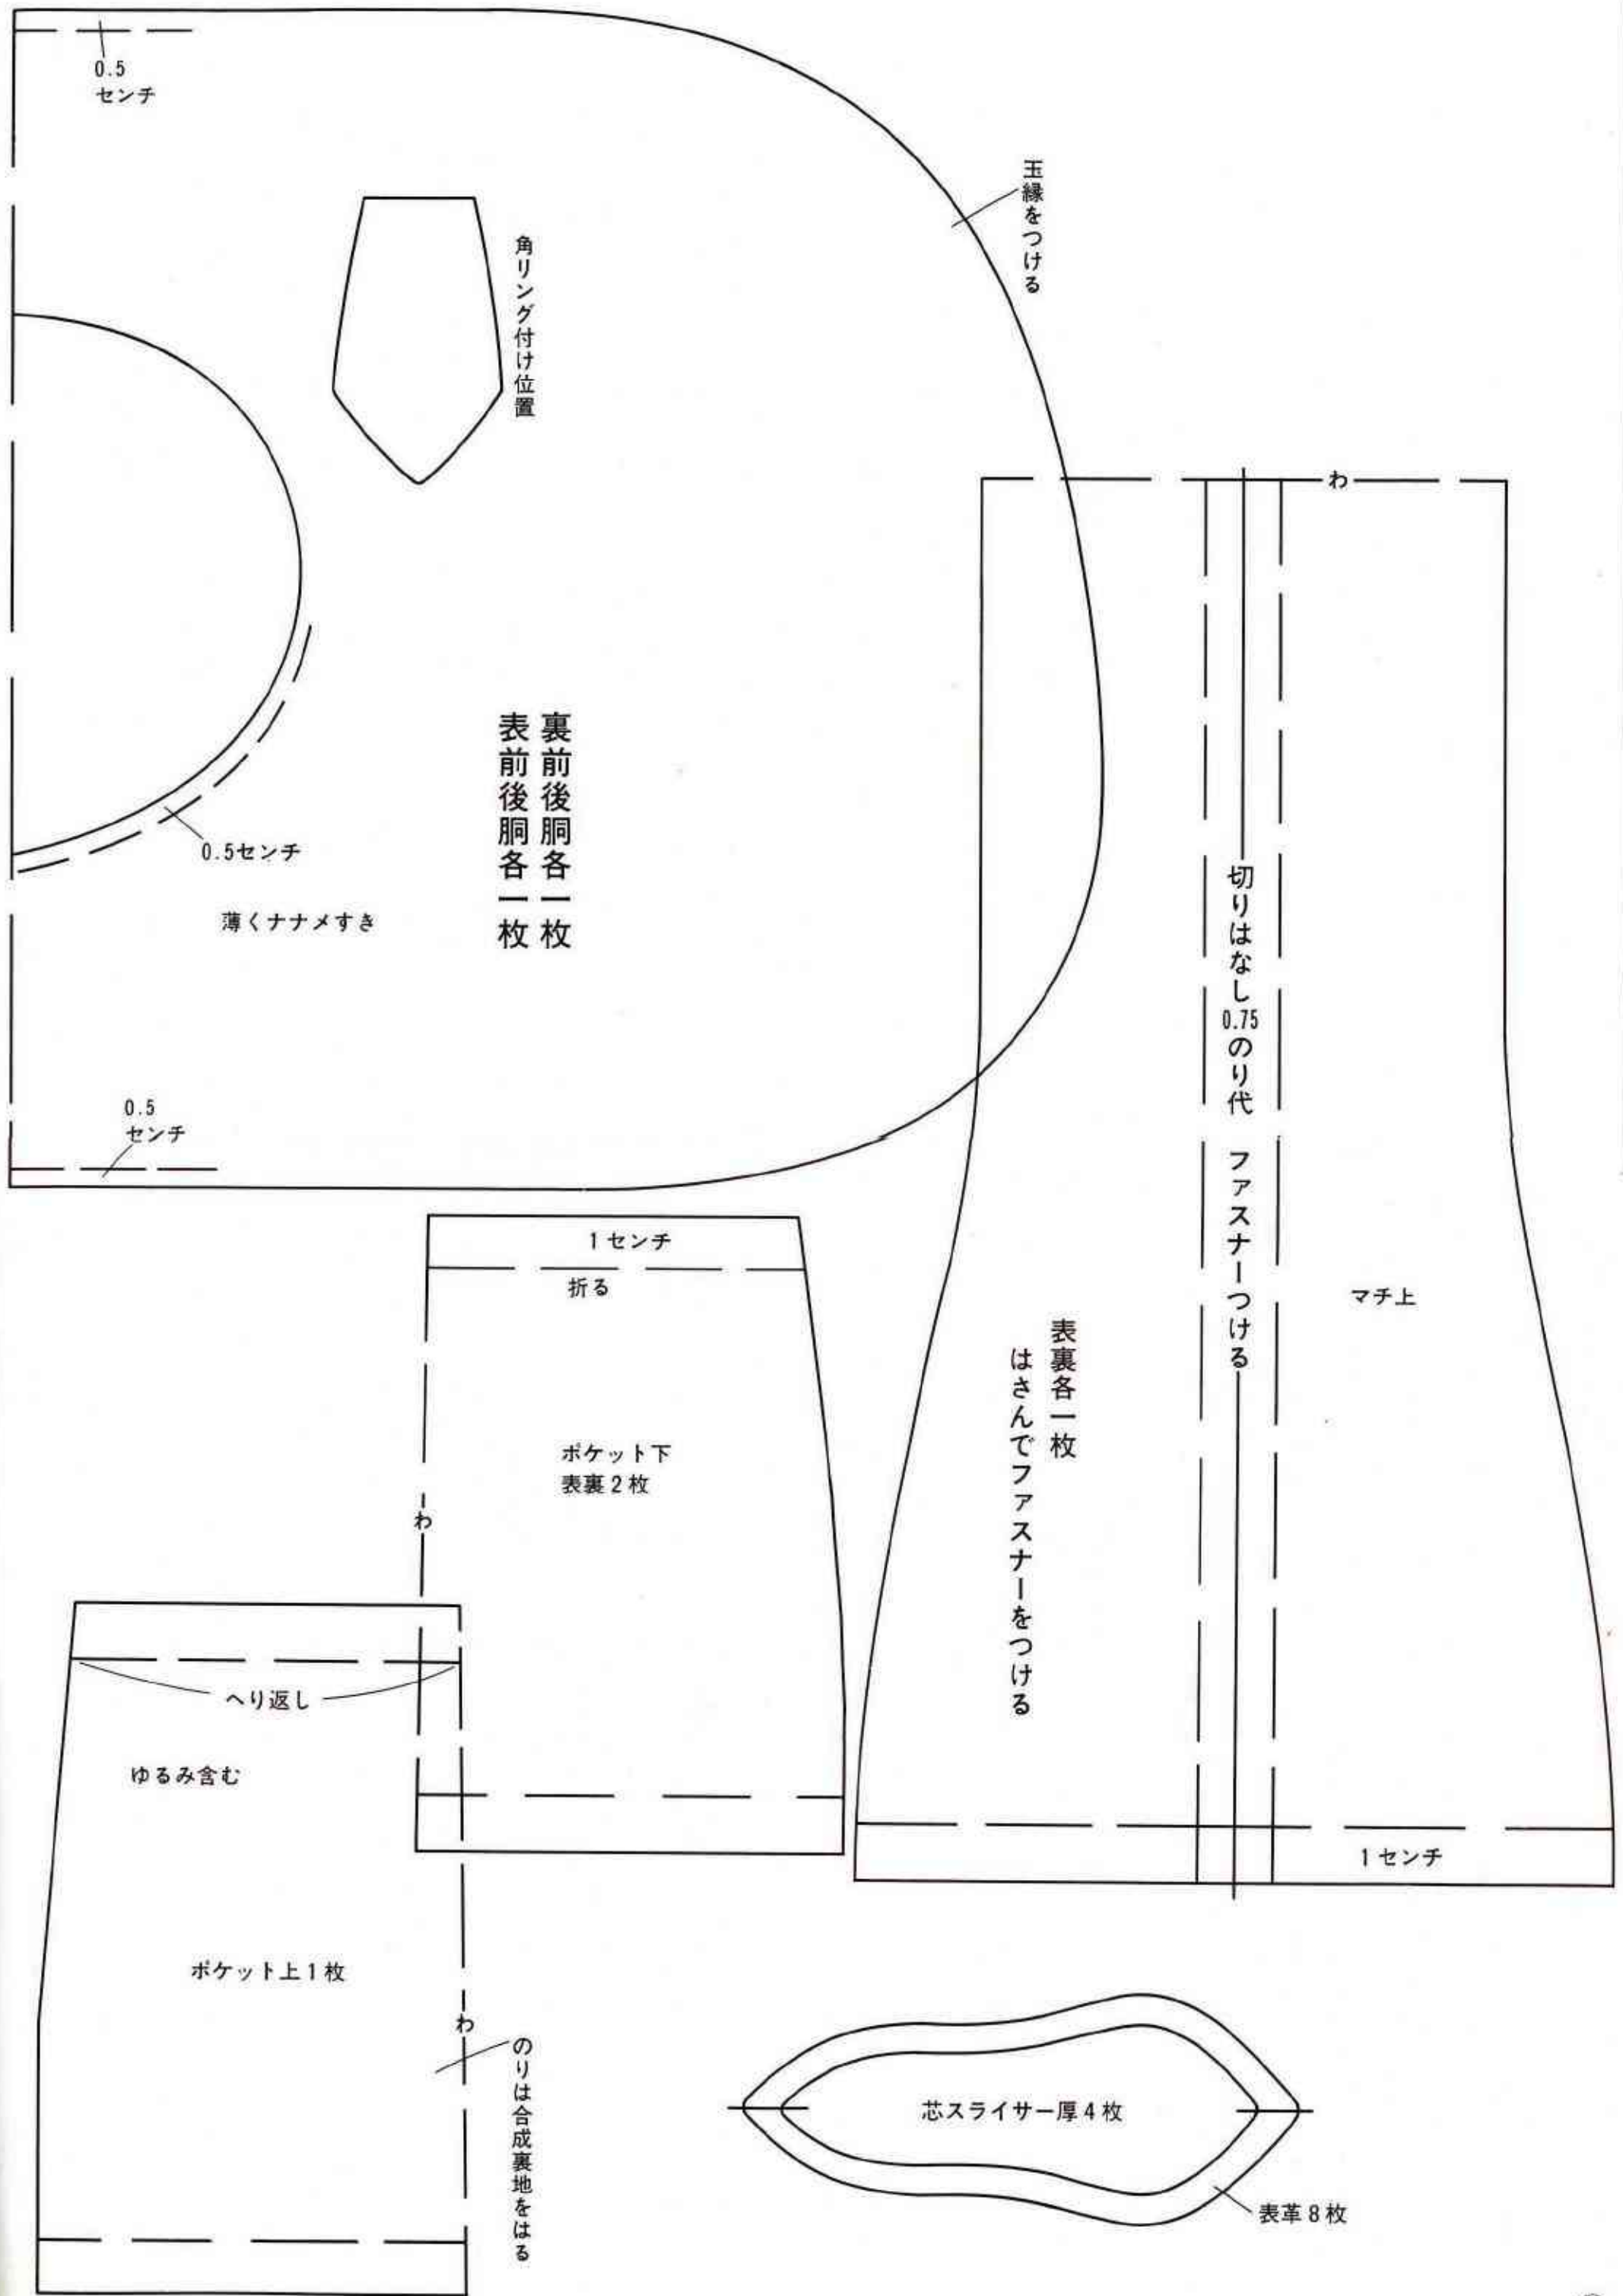 0.5
センチ
玉縁をつける
角リング付け位置
わ
裏前後胴各一枚
表前後胴各一枚
0.5センチ
薄くナナメすき
切りはなし0.75のり代 ファスナーつける
0.5
センチ
1センチ
折る
マチ上
表裏各一枚
はさんでファスナーをつける
ポケット下
表裏2枚
わ
へり返し
ゆるみ含む
1センチ
ポケット上1枚
わ
のりは合成裏地をはる
芯スライサー厚4枚
表革8枚